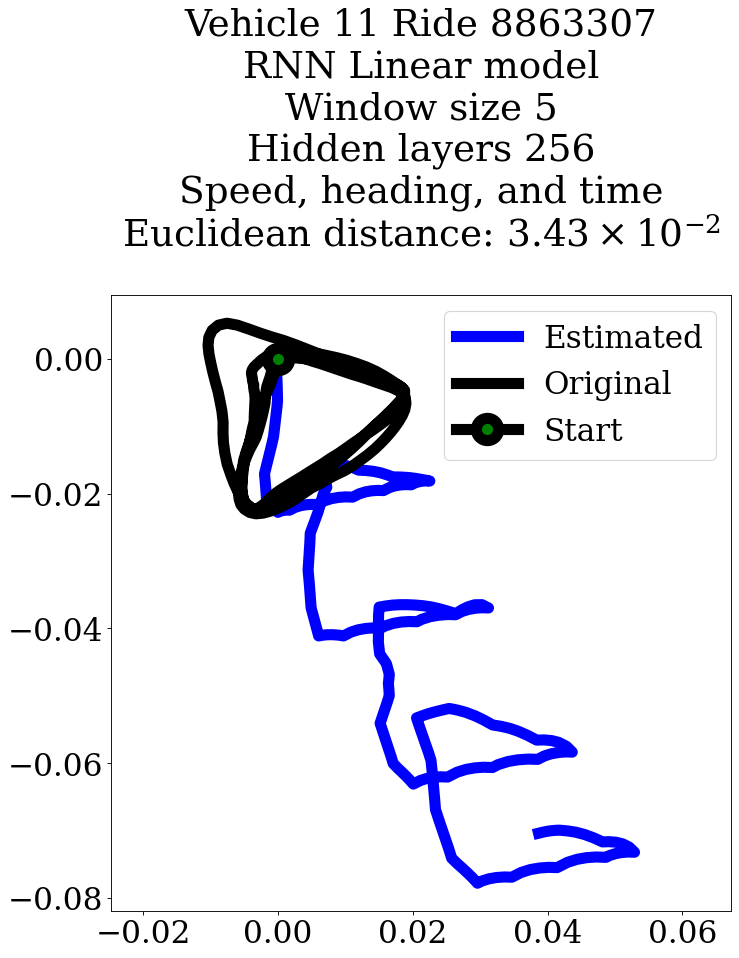 Vehicle 11 Ride 8863307
RNN Linear model
Window size 5
Hidden layers 256
Speed, heading, and time
Euclidean distance: 3.43 × 10⁻²
Estimated
Original
Start
0.00
−0.02
−0.04
−0.06
−0.08
−0.02 0.00 0.02 0.04 0.06